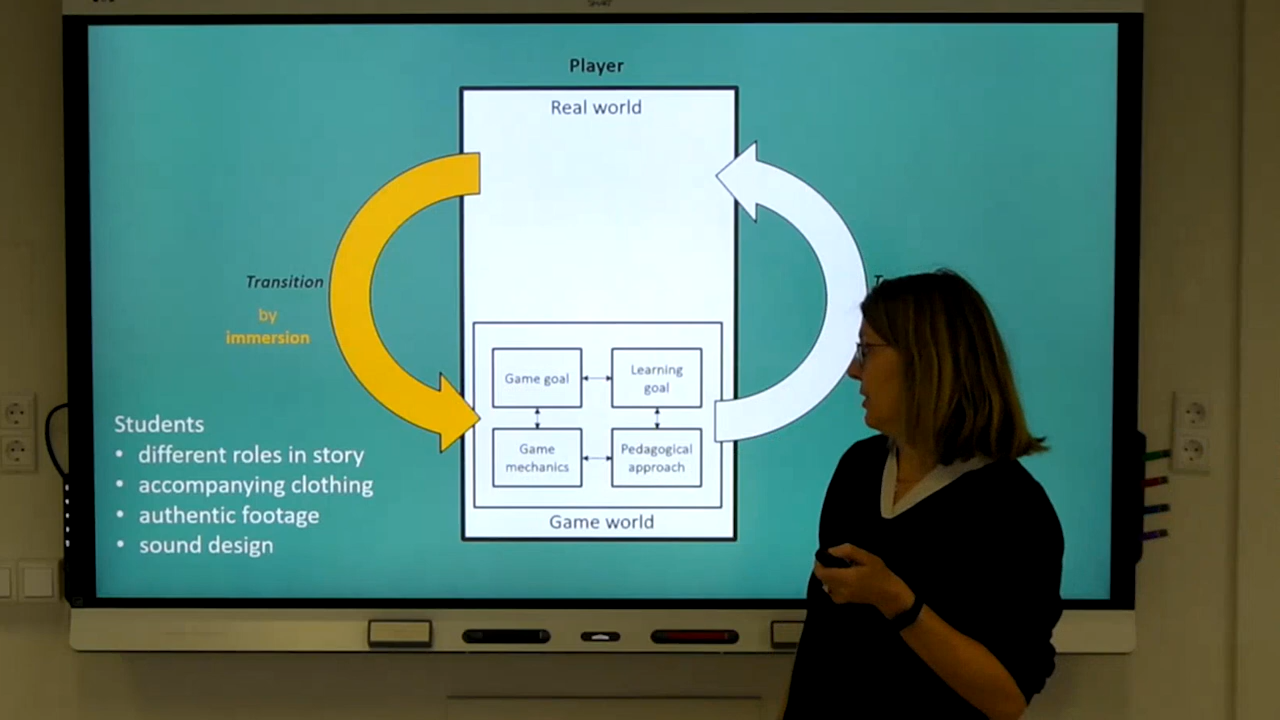 Player
Real world
Transition
by
immersion
Game goal
Learning
goal
Game
mechanics
Pedagogical
approach
Game world
Students
• different roles in story
• accompanying clothing
• authentic footage
• sound design